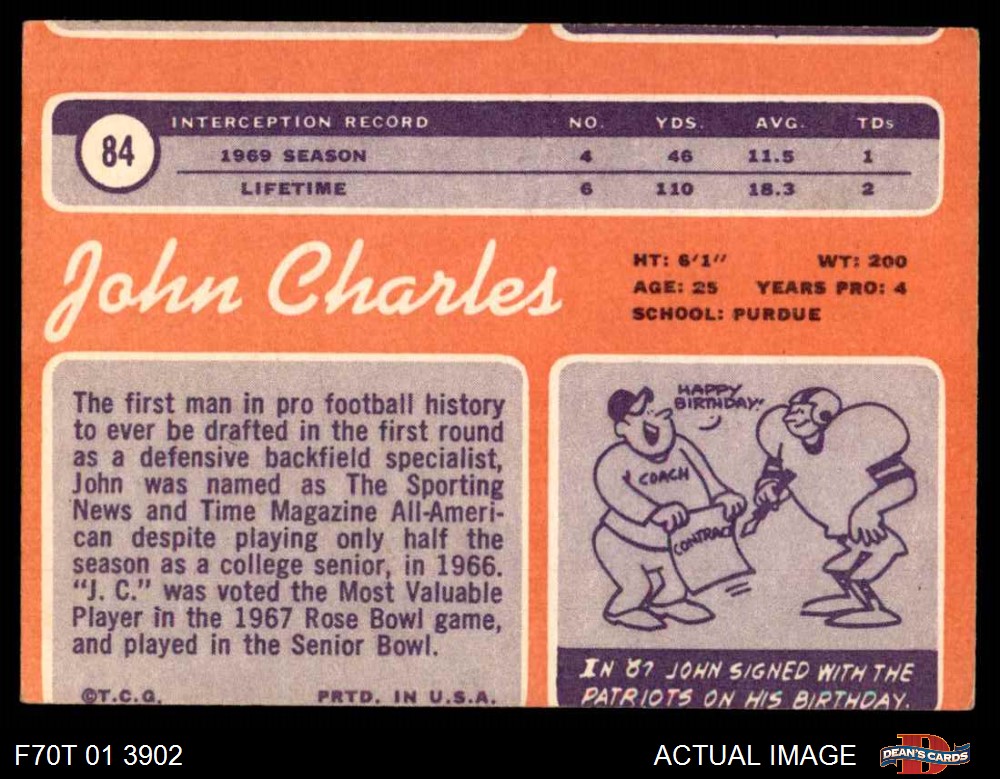 84
INTERCEPTION RECORD NO. YDS. AVG. TDs
1969 SEASON 4 46 11.5 1
LIFETIME 6 110 18.3 2
John Charles
HT: 6'1" WT: 200
AGE: 25 YEARS PRO: 4
SCHOOL: PURDUE
The first man in pro football history
to ever be drafted in the first round
as a defensive backfield specialist,
John was named as The Sporting
News and Time Magazine All-Ameri-
can despite playing only half the
season as a college senior, in 1966.
"J. C." was voted the Most Valuable
Player in the 1967 Rose Bowl game,
and played in the Senior Bowl.
©T.C.G. PRTD. IN U.S.A.
HAPPY
BIRTHDAY!
COACH
CONTRACT
IN '67 JOHN SIGNED WITH THE
PATRIOTS ON HIS BIRTHDAY.
F70T 01 3902
ACTUAL IMAGE
DEAN'S CARDS